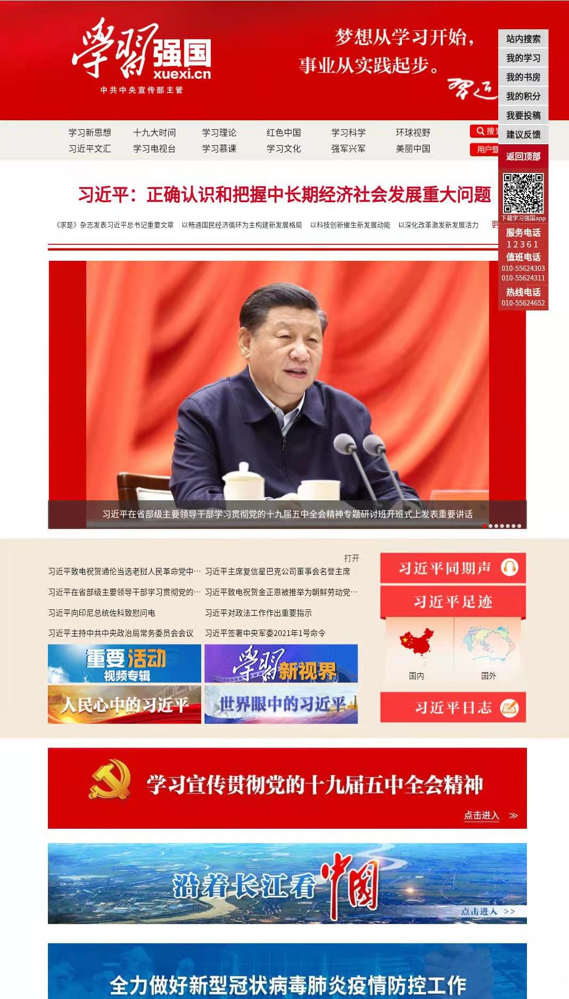 學習强国
xuexi.cn
中共中央宣传部主管
梦想从学习开始，
事业从实践起步。
习近
站内搜索
我的学习
我的书房
我的积分
我要投稿
建议反馈
返回顶部
下载学习强国app
服务电话
12361
值班电话
010-55624303
010-55624311
热线电话
010-55624652
学习新思想 十九大时间 学习理论 红色中国 学习科学 环球视野 搜
习近平文汇 学习电视台 学习慕课 学习文化 强军兴军 美丽中国 用户登
习近平：正确认识和把握中长期经济社会发展重大问题
《求是》杂志发表习近平总书记重要文章 以畅通国民经济循环为主构建新发展格局 以科技创新催生新发展动能 以深化改革激发新发展活力 更
习近平在省部级主要领导干部学习贯彻党的十九届五中全会精神专题研讨班开班式上发表重要讲话
打开
习近平致电祝贺通伦当选老挝人民革命党中… 习近平主席复信星巴克公司董事会名誉主席
习近平在省部级主要领导干部学习贯彻党的… 习近平致电祝贺金正恩被推举为朝鲜劳动党…
习近平向印尼总统佐科致慰问电 习近平对政法工作作出重要指示
习近平主持中共中央政治局常务委员会会议 习近平签署中央军委2021年1号命令
重要活动
视频专辑
學習新视界
人民心中的习近平
世界眼中的习近平
习近平同期声
习近平足迹
国内 国外
习近平日志
学习宣传贯彻党的十九届五中全会精神
点击进入 >>
沿着长江看中國
点击进入 >>
全力做好新型冠状病毒肺炎疫情防控工作